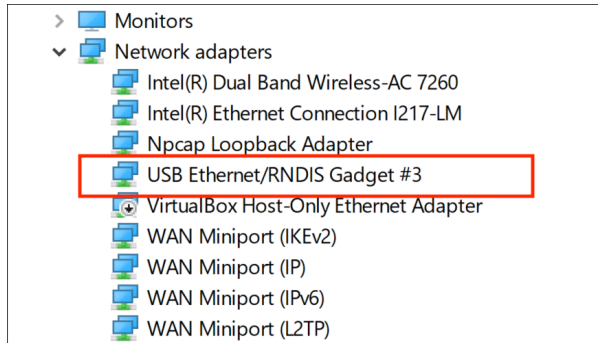 Monitors
Network adapters
Intel(R) Dual Band Wireless-AC 7260
Intel(R) Ethernet Connection I217-LM
Npcap Loopback Adapter
USB Ethernet/RNDIS Gadget #3
VirtualBox Host-Only Ethernet Adapter
WAN Miniport (IKEv2)
WAN Miniport (IP)
WAN Miniport (IPv6)
WAN Miniport (L2TP)